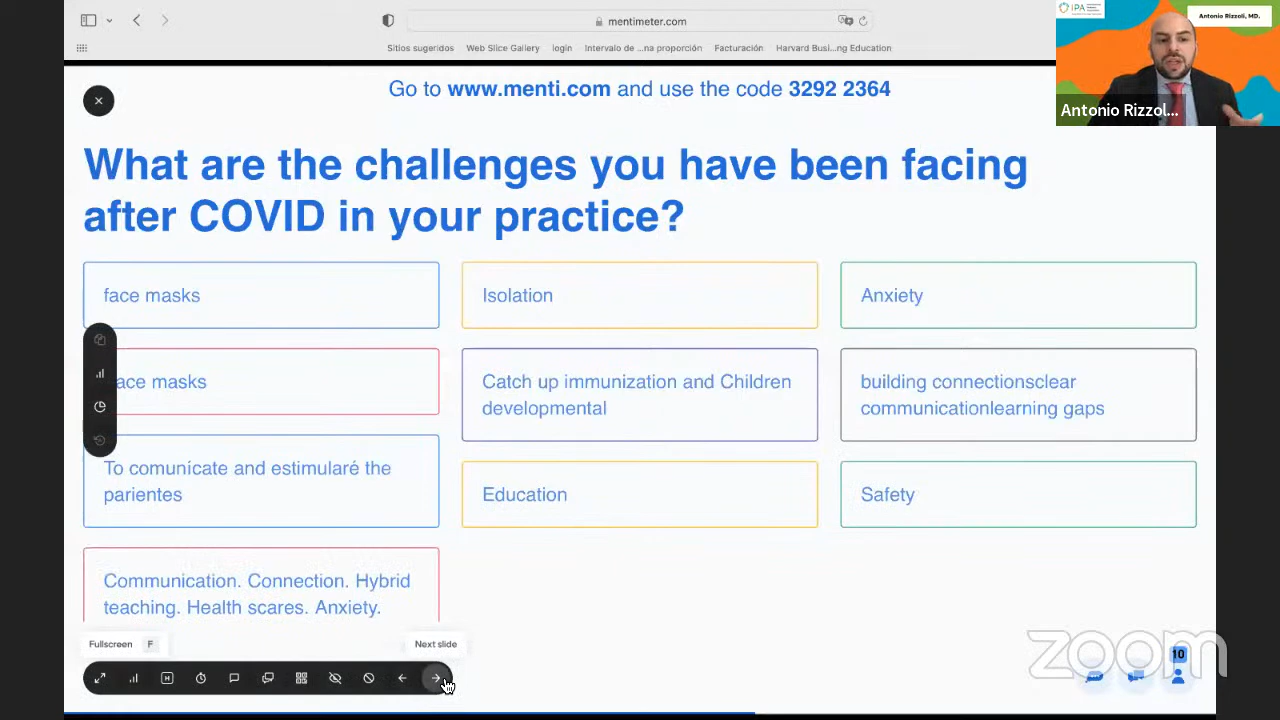 mentimeter.com
Sitios sugeridos
Web Slice Gallery
login
Intervalo de ...na proporción
Facturación
Harvard Busi...ng Education
iPA
Antonio Rizzoli, MD.
Antonio Rizzol...
Go to www.menti.com and use the code 3292 2364
What are the challenges you have been facing
after COVID in your practice?
face masks
Isolation
Anxiety
ace masks
Catch up immunization and Children
developmental
building connectionsclear
communicationlearning gaps
To comunícate and estimularé the
parientes
Education
Safety
Communication. Connection. Hybrid
teaching. Health scares. Anxiety.
Fullscreen F
Next slide
zoom
10